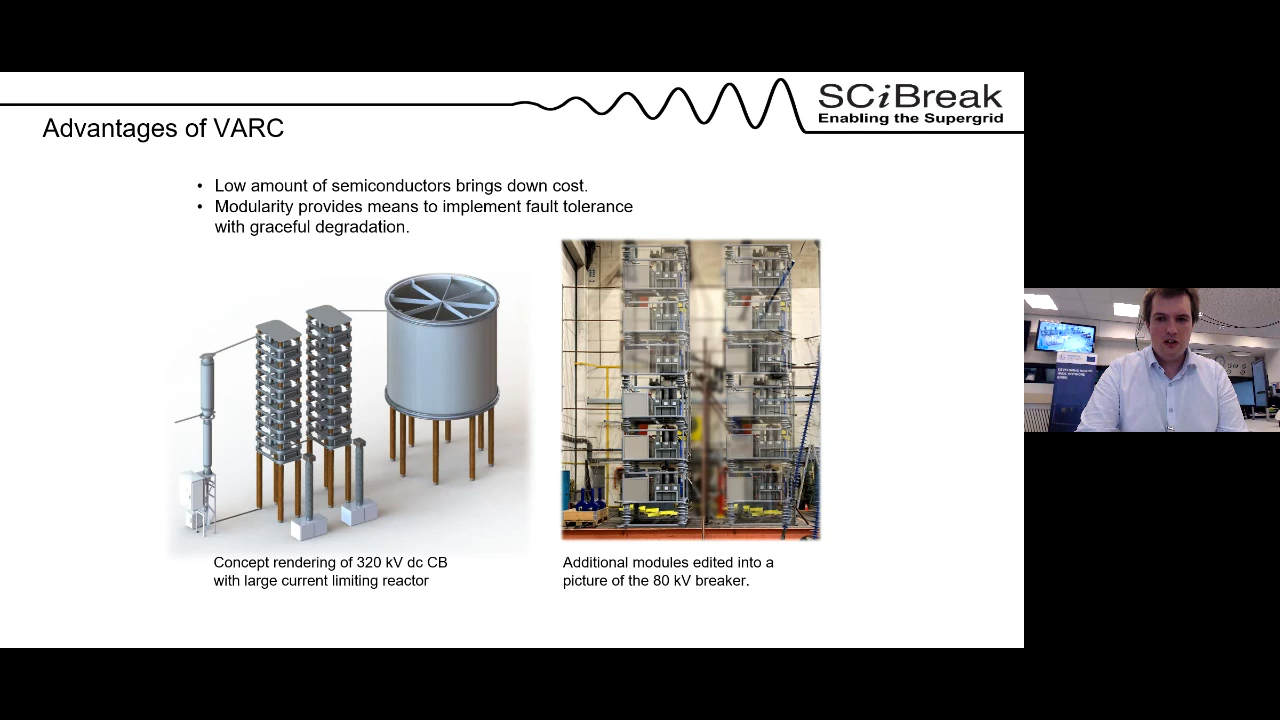 SCiBreak
Enabling the Supergrid
Advantages of VARC
• Low amount of semiconductors brings down cost.
• Modularity provides means to implement fault tolerance
with graceful degradation.
Concept rendering of 320 kV dc CB
with large current limiting reactor
Additional modules edited into a
picture of the 80 kV breaker.